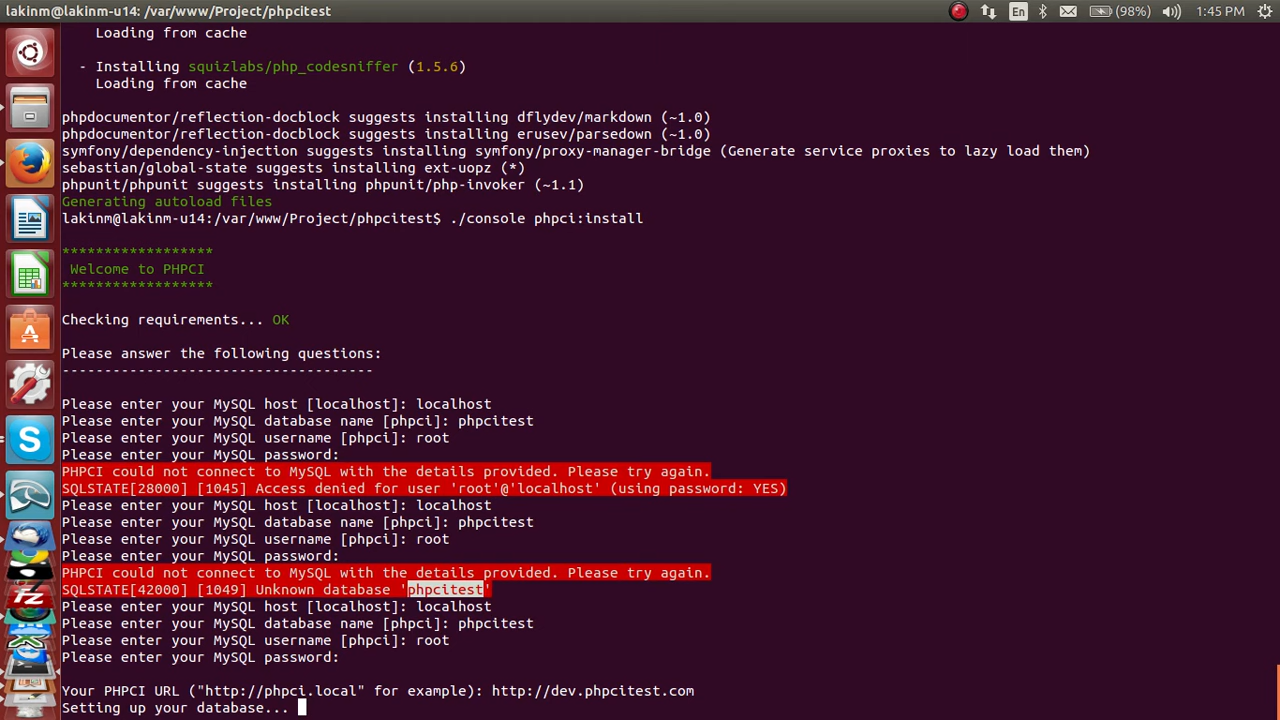 lakinm@lakinm-u14: /var/www/Project/phpcitest
En
(98%)
1:45 PM
Loading from cache
- Installing squizlabs/php_codesniffer (1.5.6)
Loading from cache
phpdocumentor/reflection-docblock suggests installing dflydev/markdown (~1.0)
phpdocumentor/reflection-docblock suggests installing erusev/parsedown (~1.0)
symfony/dependency-injection suggests installing symfony/proxy-manager-bridge (Generate service proxies to lazy load them)
sebastian/global-state suggests installing ext-uopz (*)
phpunit/phpunit suggests installing phpunit/php-invoker (~1.1)
Generating autoload files
lakinm@lakinm-u14:/var/www/Project/phpcitest$ ./console phpci:install
******************
Welcome to PHPCI
******************
Checking requirements... OK
Please answer the following questions:
-------------------------------------
Please enter your MySQL host [localhost]: localhost
Please enter your MySQL database name [phpci]: phpcitest
Please enter your MySQL username [phpci]: root
Please enter your MySQL password:
PHPCI could not connect to MySQL with the details provided. Please try again.
SQLSTATE[28000] [1045] Access denied for user 'root'@'localhost' (using password: YES)
Please enter your MySQL host [localhost]: localhost
Please enter your MySQL database name [phpci]: phpcitest
Please enter your MySQL username [phpci]: root
Please enter your MySQL password:
PHPCI could not connect to MySQL with the details provided. Please try again.
SQLSTATE[42000] [1049] Unknown database 'phpcitest'
Please enter your MySQL host [localhost]: localhost
Please enter your MySQL database name [phpci]: phpcitest
Please enter your MySQL username [phpci]: root
Please enter your MySQL password:
Your PHPCI URL ("http://phpci.local" for example): http://dev.phpcitest.com
Setting up your database...